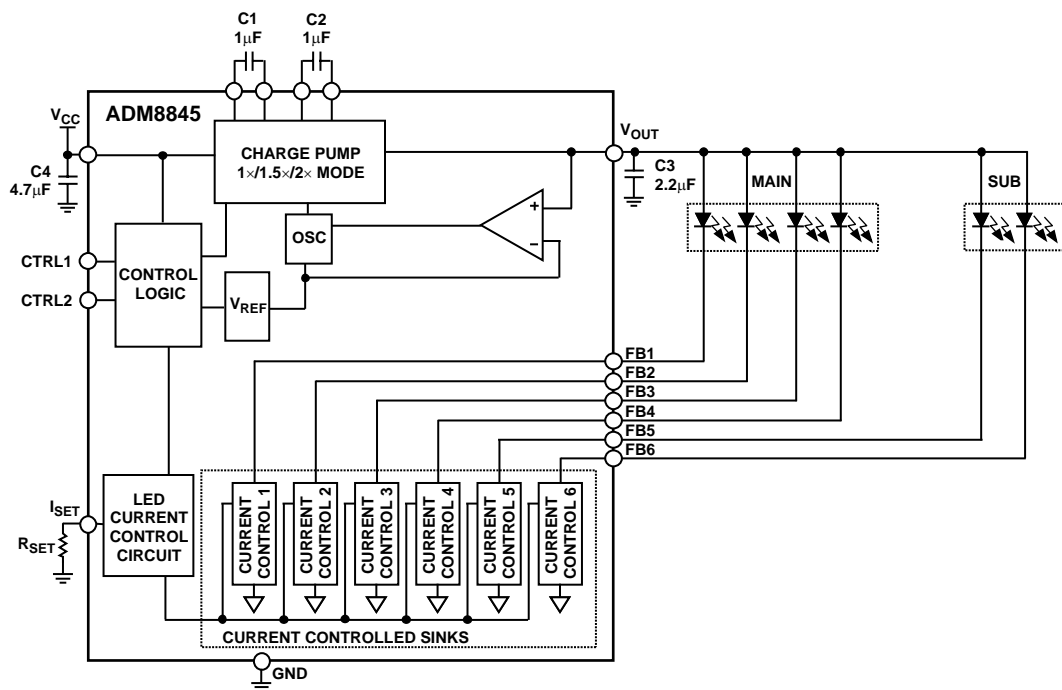 C1
1μF
C2
1μF
ADM8845
VCC
C4
4.7μF
CHARGE PUMP
1×/1.5×/2× MODE
VOUT
C3
2.2μF
MAIN
SUB
OSC
+
–
CTRL1
CTRL2
CONTROL
LOGIC
VREF
FB1
FB2
FB3
FB4
FB5
FB6
ISET
RSET
LED
CURRENT
CONTROL
CIRCUIT
CURRENT
CONTROL 1
CURRENT
CONTROL 2
CURRENT
CONTROL 3
CURRENT
CONTROL 4
CURRENT
CONTROL 5
CURRENT
CONTROL 6
CURRENT CONTROLLED SINKS
GND